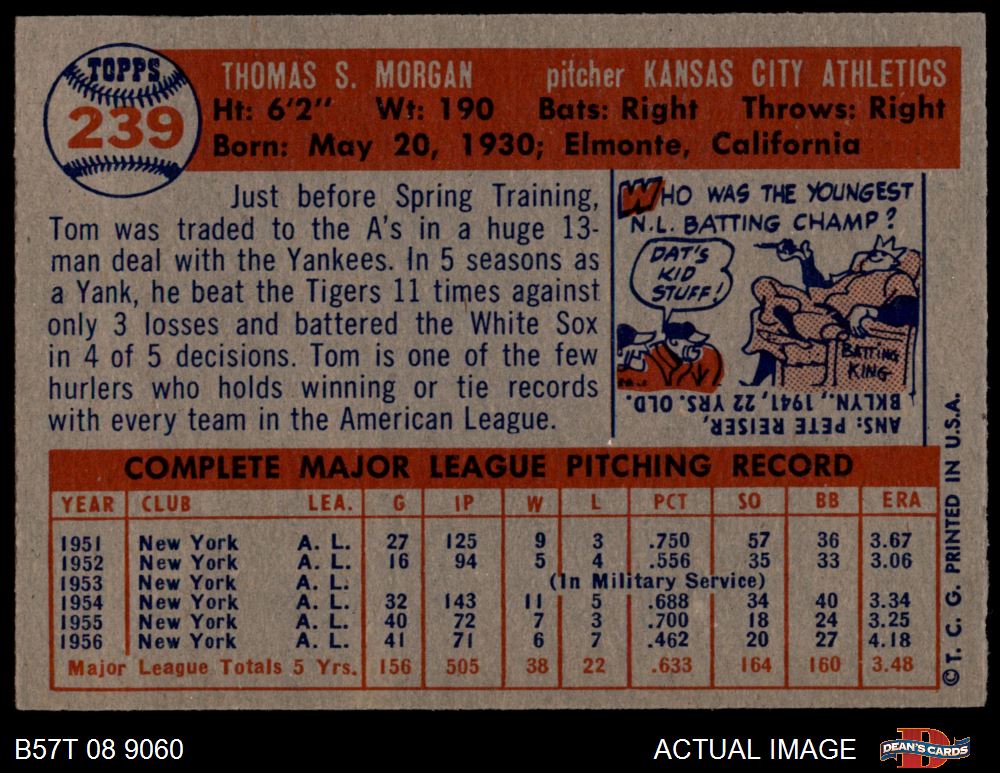 TOPPS
239
THOMAS S. MORGAN pitcher KANSAS CITY ATHLETICS
Ht: 6'2" Wt: 190 Bats: Right Throws: Right
Born: May 20, 1930; Elmonte, California
Just before Spring Training,
Tom was traded to the A's in a huge 13-
man deal with the Yankees. In 5 seasons as
a Yank, he beat the Tigers 11 times against
only 3 losses and battered the White Sox
in 4 of 5 decisions. Tom is one of the few
hurlers who holds winning or tie records
with every team in the American League.
WHO WAS THE YOUNGEST
N.L. BATTING CHAMP?
DAT'S
KID
STUFF!
BATTING
KING
ANS: PETE REISER,
BKLYN., 1941, 22 YRS. OLD.
COMPLETE MAJOR LEAGUE PITCHING RECORD
YEAR CLUB LEA. G IP W L PCT SO BB ERA
1951 New York A. L. 27 125 9 3 .750 57 36 3.67
1952 New York A. L. 16 94 5 4 .556 35 33 3.06
1953 New York A. L. (In Military Service)
1954 New York A. L. 32 143 11 5 .688 34 40 3.34
1955 New York A. L. 40 72 7 3 .700 18 24 3.25
1956 New York A. L. 41 71 6 7 .462 20 27 4.18
Major League Totals 5 Yrs. 156 505 38 22 .633 164 160 3.48
©T. C. G. PRINTED IN U.S.A.
B57T 08 9060
ACTUAL IMAGE
DEAN'S CARDS